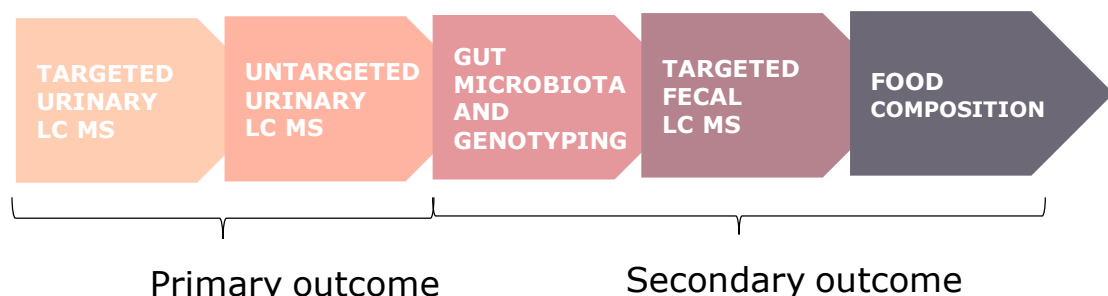 TARGETED
URINARY
LC MS
UNTARGETED
URINARY
LC MS
GUT
MICROBIOTA
AND
GENOTYPING
TARGETED
FECAL
LC MS
FOOD
COMPOSITION
Primary outcome
Secondary outcome